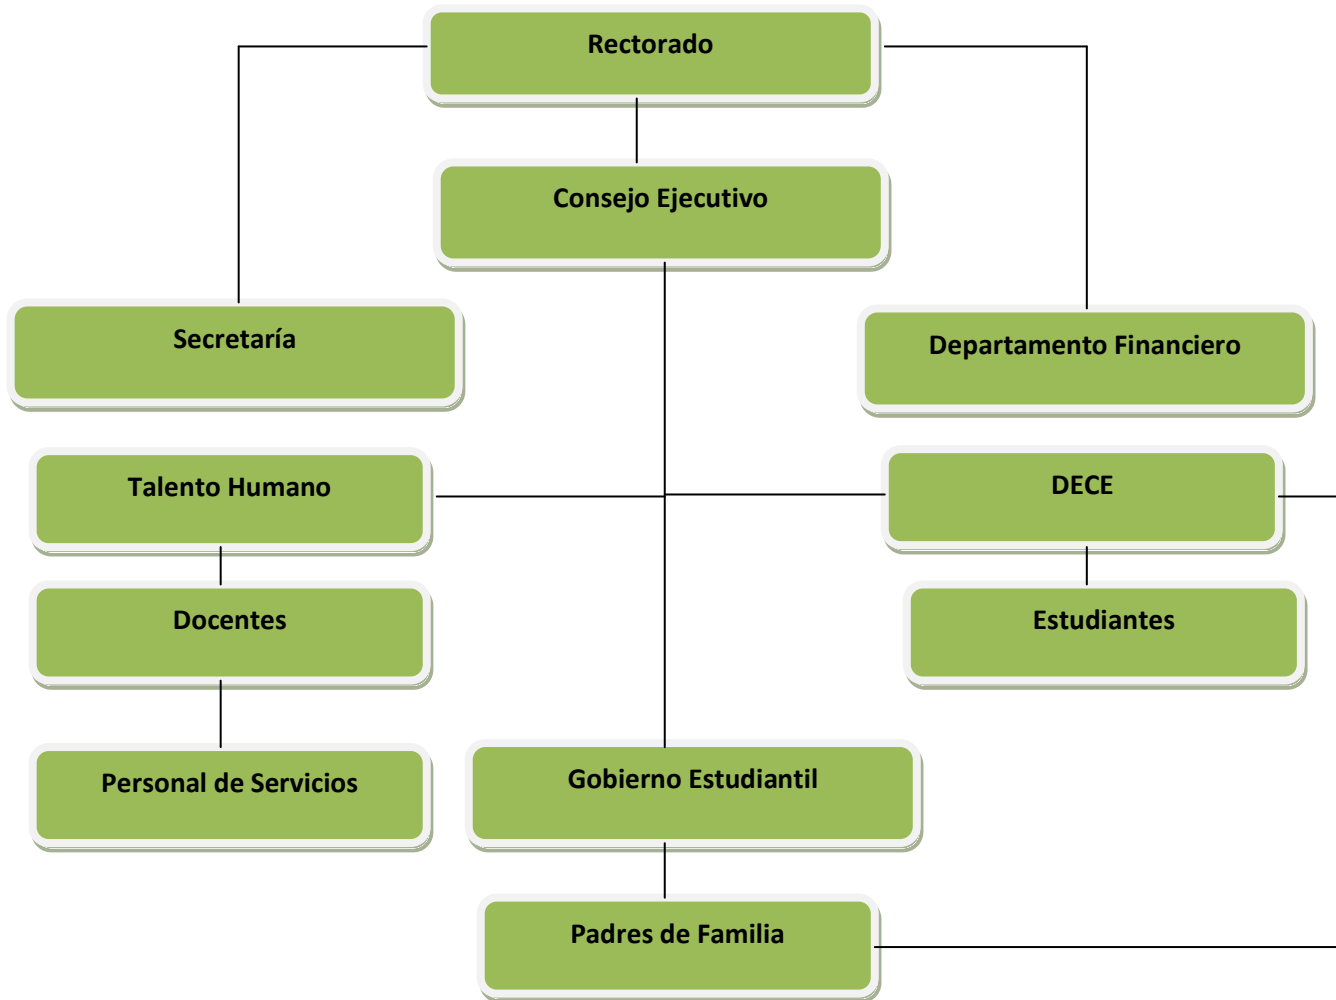 Rectorado
Consejo Ejecutivo
Secretaría
Departamento Financiero
Talento Humano
DECE
Docentes
Estudiantes
Personal de Servicios
Gobierno Estudiantil
Padres de Familia